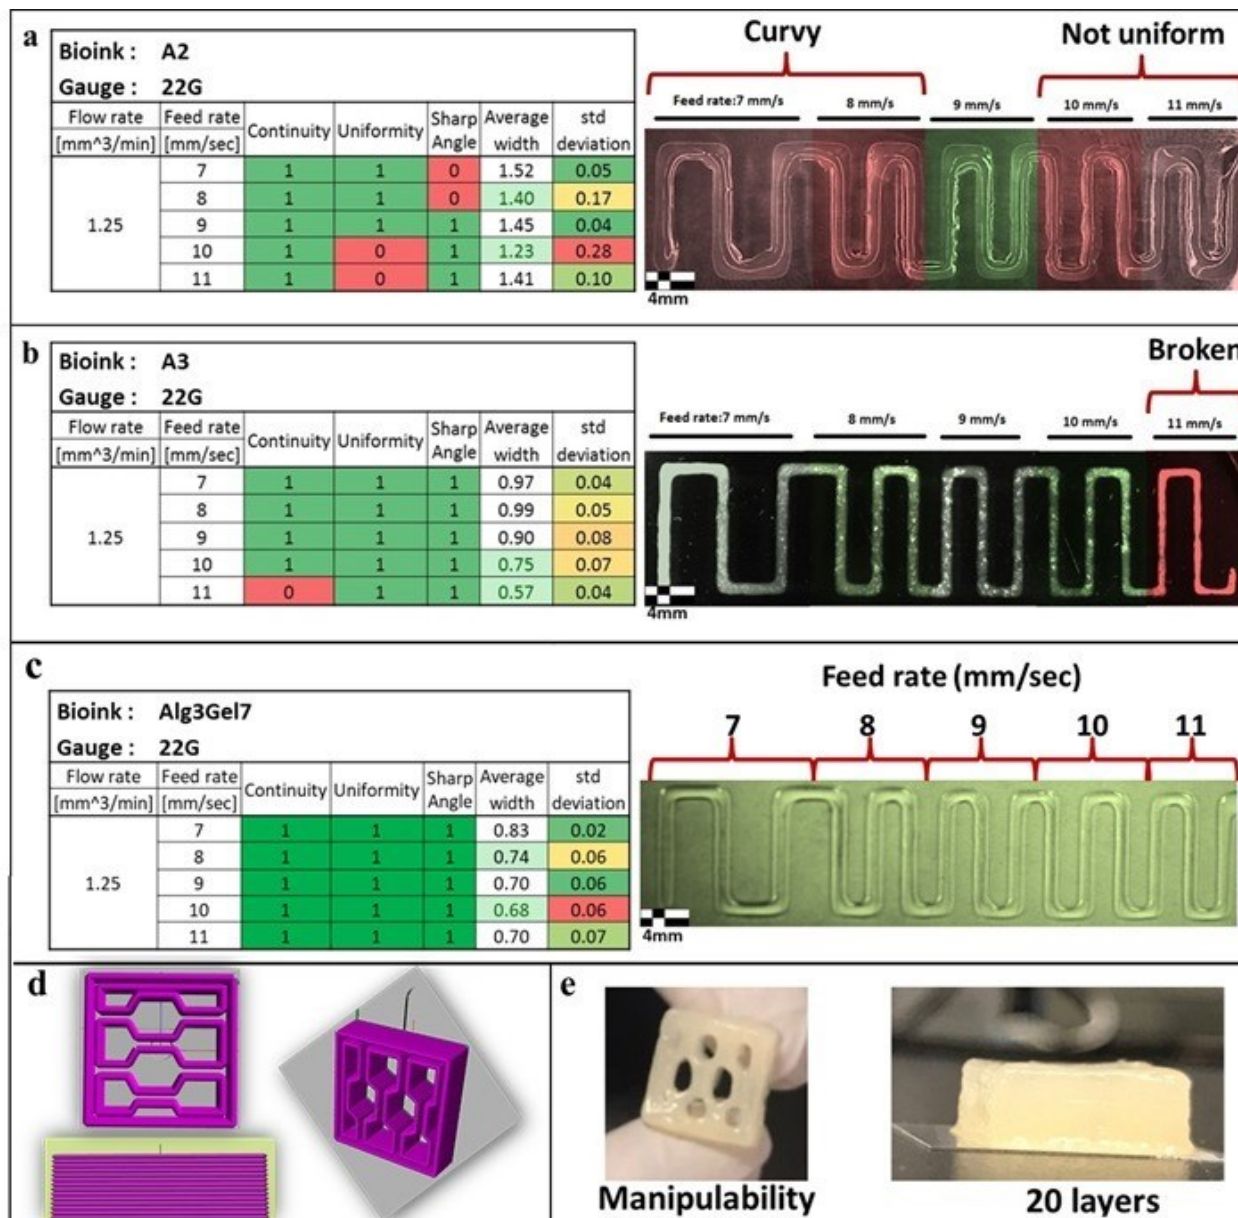 a
Bioink : A2
Gauge : 22G
Flow rate Feed rate Continuity Uniformity Sharp Angle Average width std deviation
[mm^3/min] [mm/sec]
1.25
7 1 1 0 1.52 0.05
8 1 1 0 1.40 0.17
9 1 1 1 1.45 0.04
10 1 0 1 1.23 0.28
11 1 0 1 1.41 0.10
Curvy Not uniform
Feed rate:7 mm/s 8 mm/s 9 mm/s 10 mm/s 11 mm/s
4mm
b
Bioink : A3
Gauge : 22G
Flow rate Feed rate Continuity Uniformity Sharp Angle Average width std deviation
[mm^3/min] [mm/sec]
1.25
7 1 1 1 0.97 0.04
8 1 1 1 0.99 0.05
9 1 1 1 0.90 0.08
10 1 1 1 0.75 0.07
11 0 1 1 0.57 0.04
Broken
Feed rate:7 mm/s 8 mm/s 9 mm/s 10 mm/s 11 mm/s
4mm
c
Bioink : Alg3Gel7
Gauge : 22G
Flow rate Feed rate Continuity Uniformity Sharp Angle Average width std deviation
[mm^3/min] [mm/sec]
1.25
7 1 1 1 0.83 0.02
8 1 1 1 0.74 0.06
9 1 1 1 0.70 0.06
10 1 1 1 0.68 0.06
11 1 1 1 0.70 0.07
Feed rate (mm/sec)
7 8 9 10 11
4mm
d
e
Manipulability 20 layers